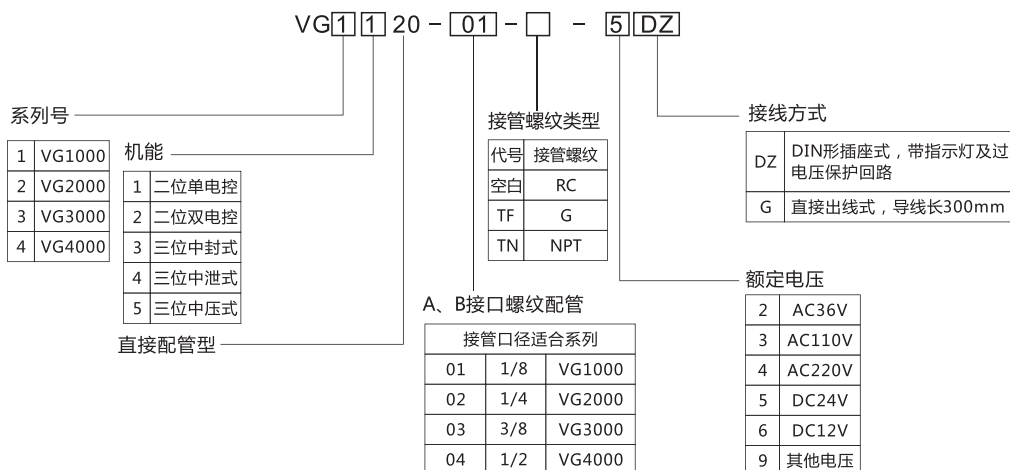 VG 1 1 20 - 01 - □ - 5 DZ
系列号
1 VG1000
2 VG2000
3 VG3000
4 VG4000
机能
1 二位单电控
2 二位双电控
3 三位中封式
4 三位中泄式
5 三位中压式
直接配管型
A、B接口螺纹配管
接管口径适合系列
01 1/8 VG1000
02 1/4 VG2000
03 3/8 VG3000
04 1/2 VG4000
接管螺纹类型
代号 接管螺纹
空白 RC
TF G
TN NPT
接线方式
DZ DIN形插座式，带指示灯及过
电压保护回路
G 直接出线式，导线长300mm
额定电压
2 AC36V
3 AC110V
4 AC220V
5 DC24V
6 DC12V
9 其他电压